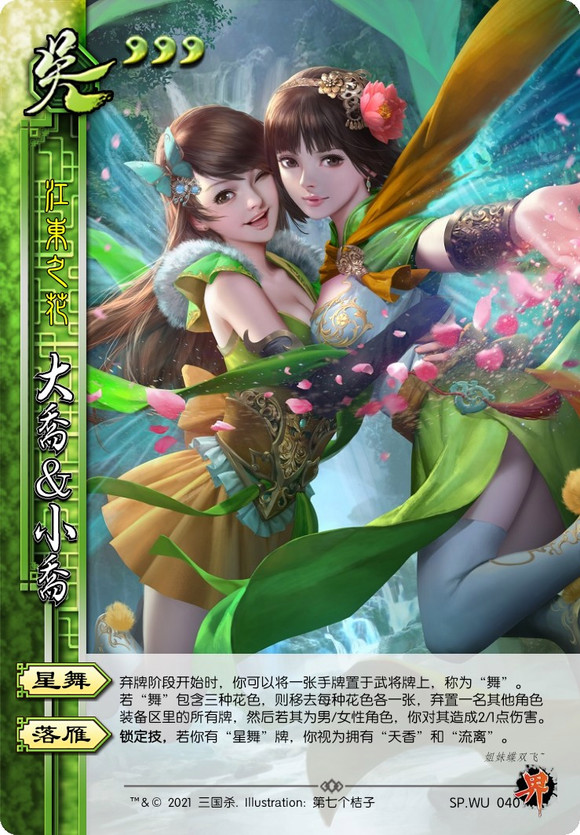 吴
江東之花
大喬&小喬
星舞
弃牌阶段开始时，你可以将一张手牌置于武将牌上，称为“舞”。
若“舞”包含三种花色，则移去每种花色各一张，弃置一名其他角色
装备区里的所有牌，然后若其为男/女性角色，你对其造成2/1点伤害。
落雁
锁定技，若你有“星舞”牌，你视为拥有“天香”和“流离”。
姐妹蝶双飞~
™&© 2021 三国杀. Illustration: 第七个桔子
SP.WU 040
界